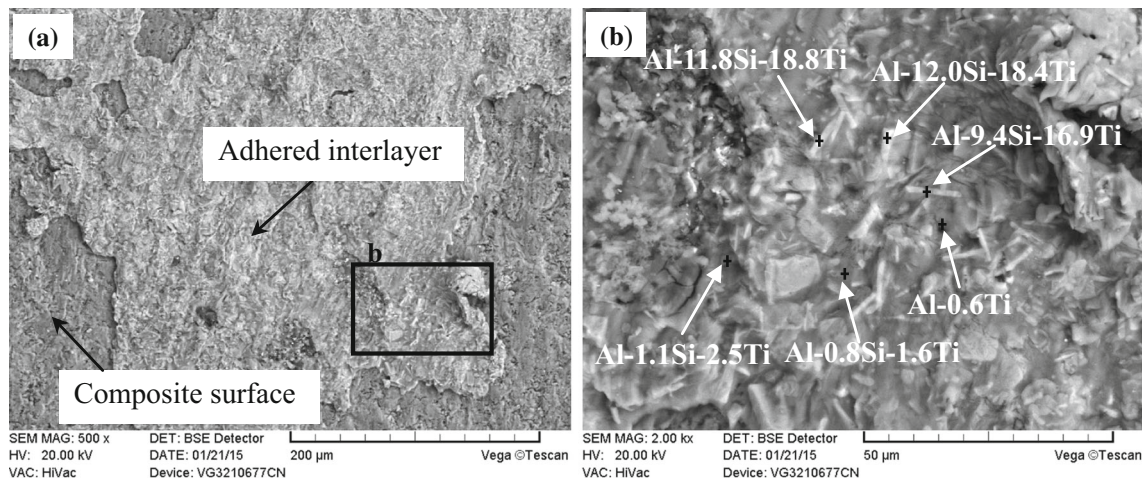 (a)
Adhered interlayer
b
Composite surface
SEM MAG: 500 x DET: BSE Detector
HV: 20.00 kV DATE: 01/21/15 200 µm Vega ©Tescan
VAC: HiVac Device: VG3210677CN
(b)
Al-11.8Si-18.8Ti
Al-12.0Si-18.4Ti
Al-9.4Si-16.9Ti
Al-0.6Ti
Al-1.1Si-2.5Ti Al-0.8Si-1.6Ti
SEM MAG: 2.00 kx DET: BSE Detector
HV: 20.00 kV DATE: 01/21/15 50 µm Vega ©Tescan
VAC: HiVac Device: VG3210677CN